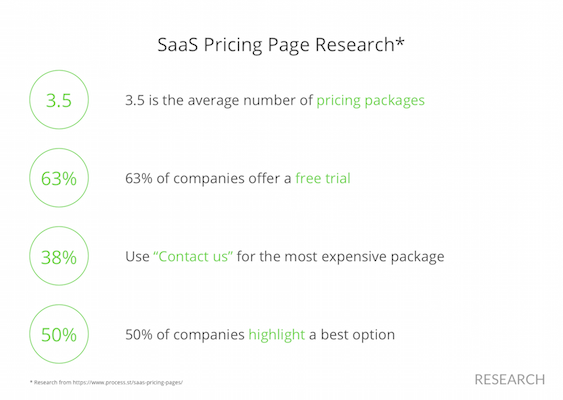 SaaS Pricing Page Research*
3.5
3.5 is the average number of pricing packages
63%
63% of companies offer a free trial
38%
Use “Contact us” for the most expensive package
50%
50% of companies highlight a best option
* Research from https://www.process.st/saas-pricing-pages/
RESEARCH